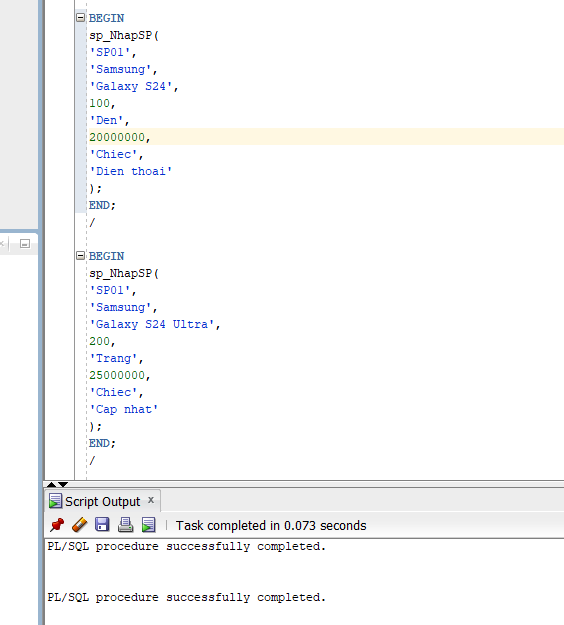 BEGIN
sp_NhapSP(
'SP01',
'Samsung',
'Galaxy S24',
100,
'Den',
20000000,
'Chiec',
'Dien thoai'
);
END;
/
BEGIN
sp_NhapSP(
'SP01',
'Samsung',
'Galaxy S24 Ultra',
200,
'Trang',
25000000,
'Chiec',
'Cap nhat'
);
END;
/
Script Output x
Task completed in 0.073 seconds
PL/SQL procedure successfully completed.
PL/SQL procedure successfully completed.